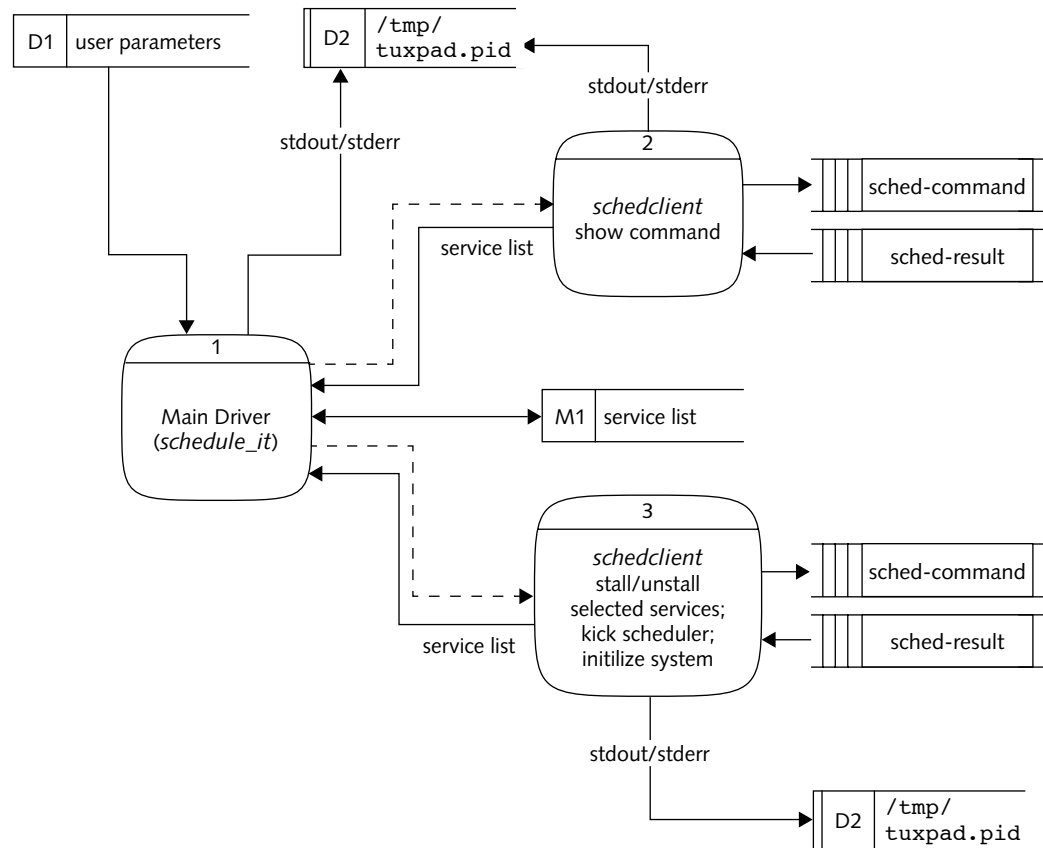 D1 user parameters
D2 /tmp/
tuxpad.pid
stdout/stderr
stdout/stderr
2
schedclient
show command
sched-command
sched-result
service list
1
Main Driver
(schedule_it)
M1 service list
3
schedclient
stall/unstall
selected services;
kick scheduler;
initilize system
sched-command
sched-result
service list
stdout/stderr
D2 /tmp/
tuxpad.pid